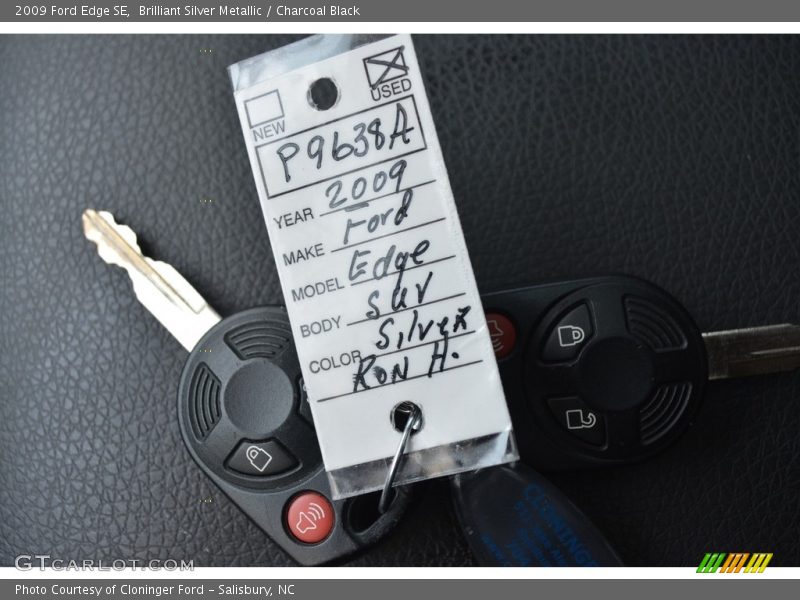 2009 Ford Edge SE,  Brilliant Silver Metallic / Charcoal Black
NEW
USED
P9638A
YEAR 2009
MAKE Ford
MODEL Edge
BODY SUV
COLOR Silver
RON H.
CLONINGER
GTCARLOT.COM
Photo Courtesy of Cloninger Ford - Salisbury, NC